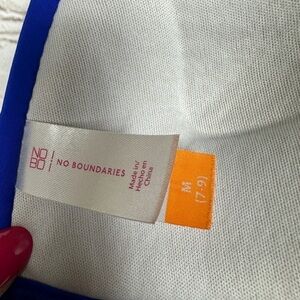 NO
BO
NO BOUNDARIES
Made in/
Hecho en
China
M
(7-9)